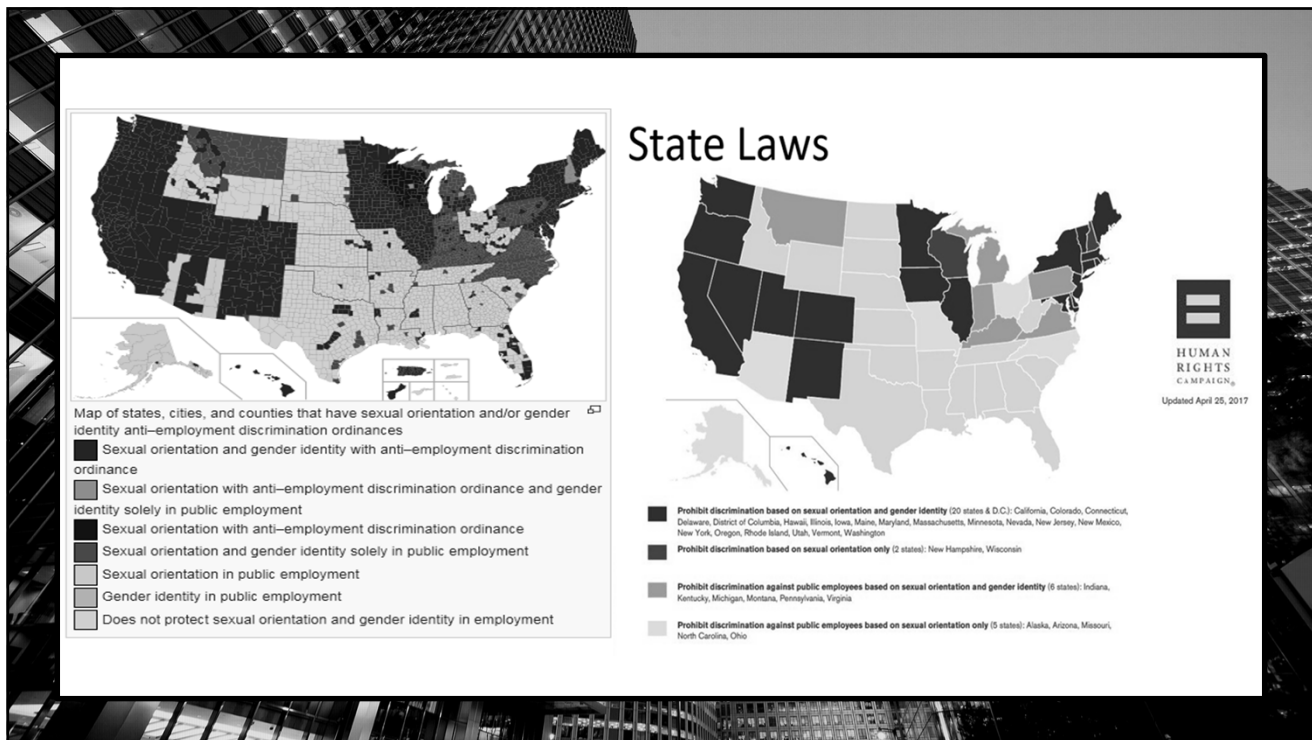 State Laws
Map of states, cities, and counties that have sexual orientation and/or gender
identity anti–employment discrimination ordinances
Sexual orientation and gender identity with anti–employment discrimination
ordinance
Sexual orientation with anti–employment discrimination ordinance and gender
identity solely in public employment
Sexual orientation with anti–employment discrimination ordinance
Sexual orientation and gender identity solely in public employment
Sexual orientation in public employment
Gender identity in public employment
Does not protect sexual orientation and gender identity in employment
HUMAN
RIGHTS
CAMPAIGN®
Updated April 25, 2017
Prohibit discrimination based on sexual orientation and gender identity (20 states & D.C.): California, Colorado, Connecticut,
Delaware, District of Columbia, Hawaii, Illinois, Iowa, Maine, Maryland, Massachusetts, Minnesota, Nevada, New Jersey, New Mexico,
New York, Oregon, Rhode Island, Utah, Vermont, Washington
Prohibit discrimination based on sexual orientation only (2 states): New Hampshire, Wisconsin
Prohibit discrimination against public employees based on sexual orientation and gender identity (6 states): Indiana,
Kentucky, Michigan, Montana, Pennsylvania, Virginia
Prohibit discrimination against public employees based on sexual orientation only (5 states): Alaska, Arizona, Missouri,
North Carolina, Ohio